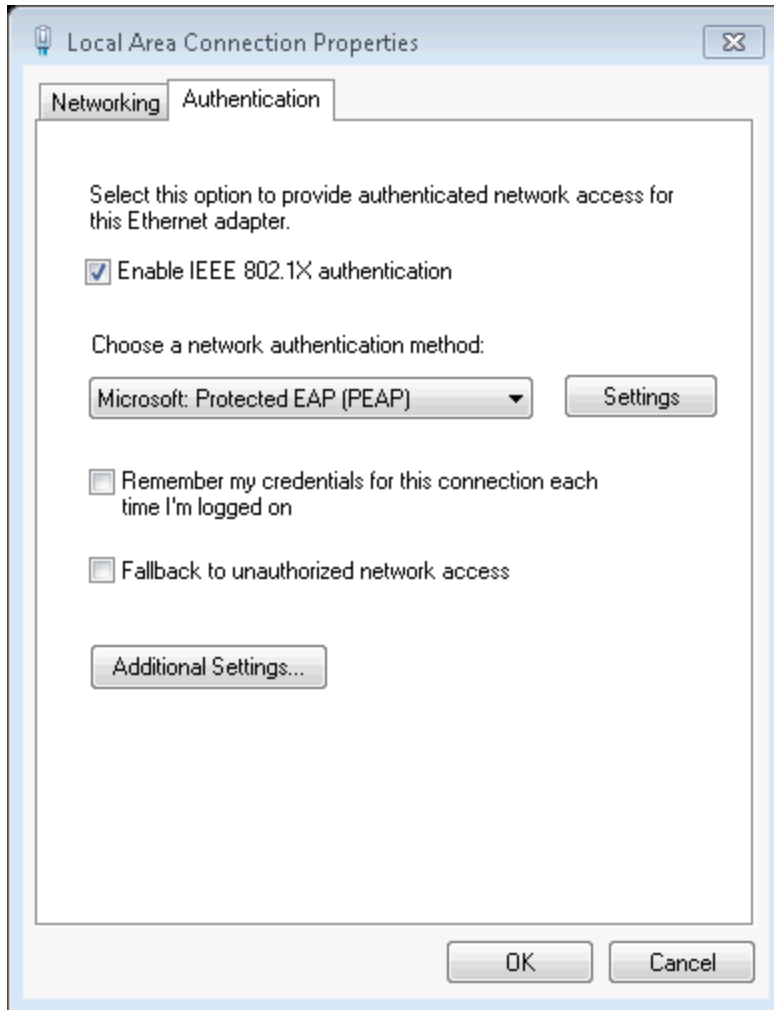 Local Area Connection Properties
Networking
Authentication
Select this option to provide authenticated network access for
this Ethernet adapter.
Enable IEEE 802.1X authentication
Choose a network authentication method:
Microsoft: Protected EAP (PEAP)
Settings
Remember my credentials for this connection each
time I'm logged on
Fallback to unauthorized network access
Additional Settings...
OK
Cancel